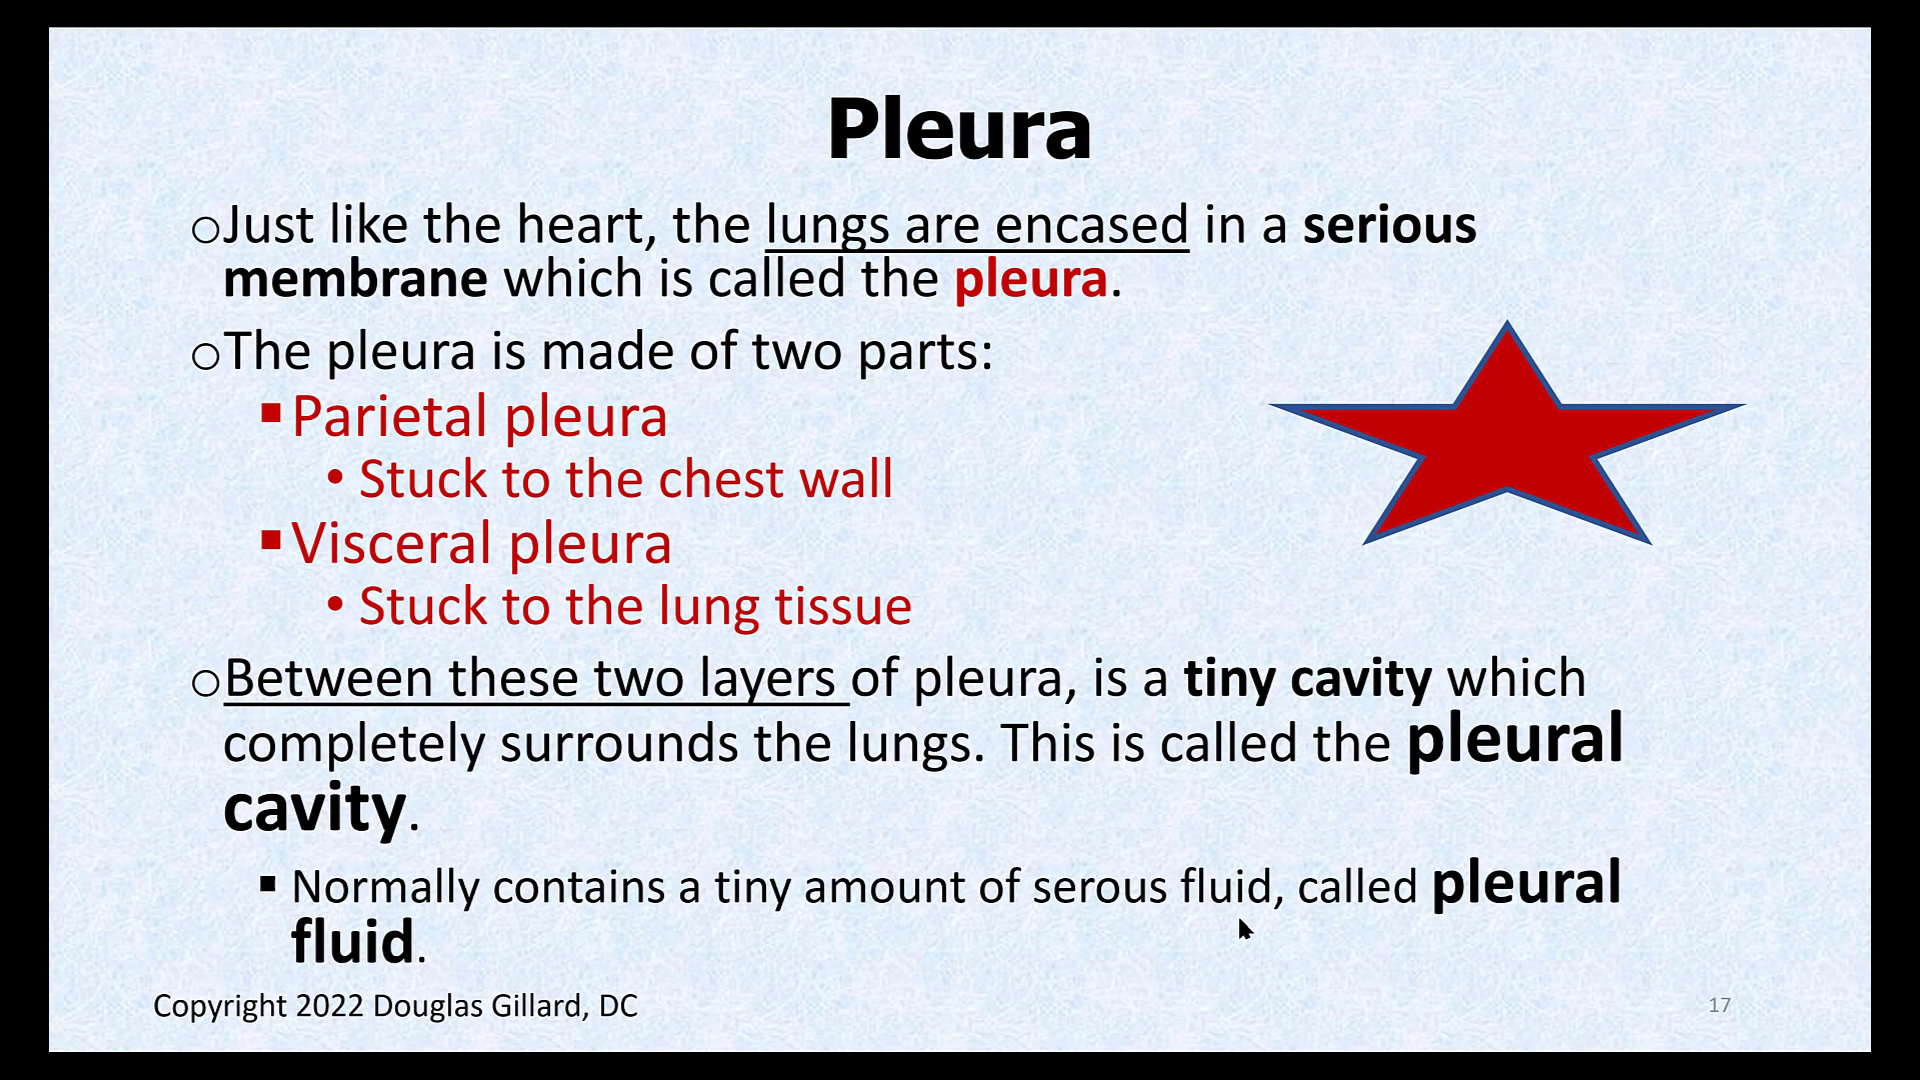 Pleura
oJust like the heart, the lungs are encased in a serious
membrane which is called the pleura.
oThe pleura is made of two parts:
▪Parietal pleura
• Stuck to the chest wall
▪Visceral pleura
• Stuck to the lung tissue
oBetween these two layers of pleura, is a tiny cavity which
completely surrounds the lungs. This is called the pleural
cavity.
▪ Normally contains a tiny amount of serous fluid, called pleural
fluid.
Copyright 2022 Douglas Gillard, DC
17